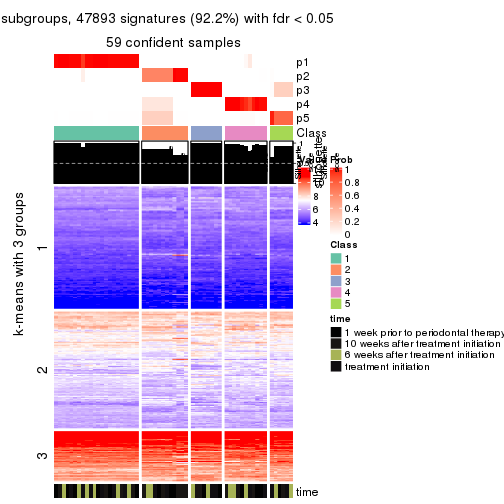 subgroups, 47893 signatures (92.2%) with fdr < 0.05
59 confident samples
p1
p2
p3
p4
p5
Class
1
silhouette
Value
8
6
4
Prob
1
0.8
0.6
0.4
0.2
0
Class
1
2
3
4
5
time
1 week prior to periodontal therapy
10 weeks after treatment initiation
6 weeks after treatment initiation
treatment initiation
k-means with 3 groups
1
2
3
time